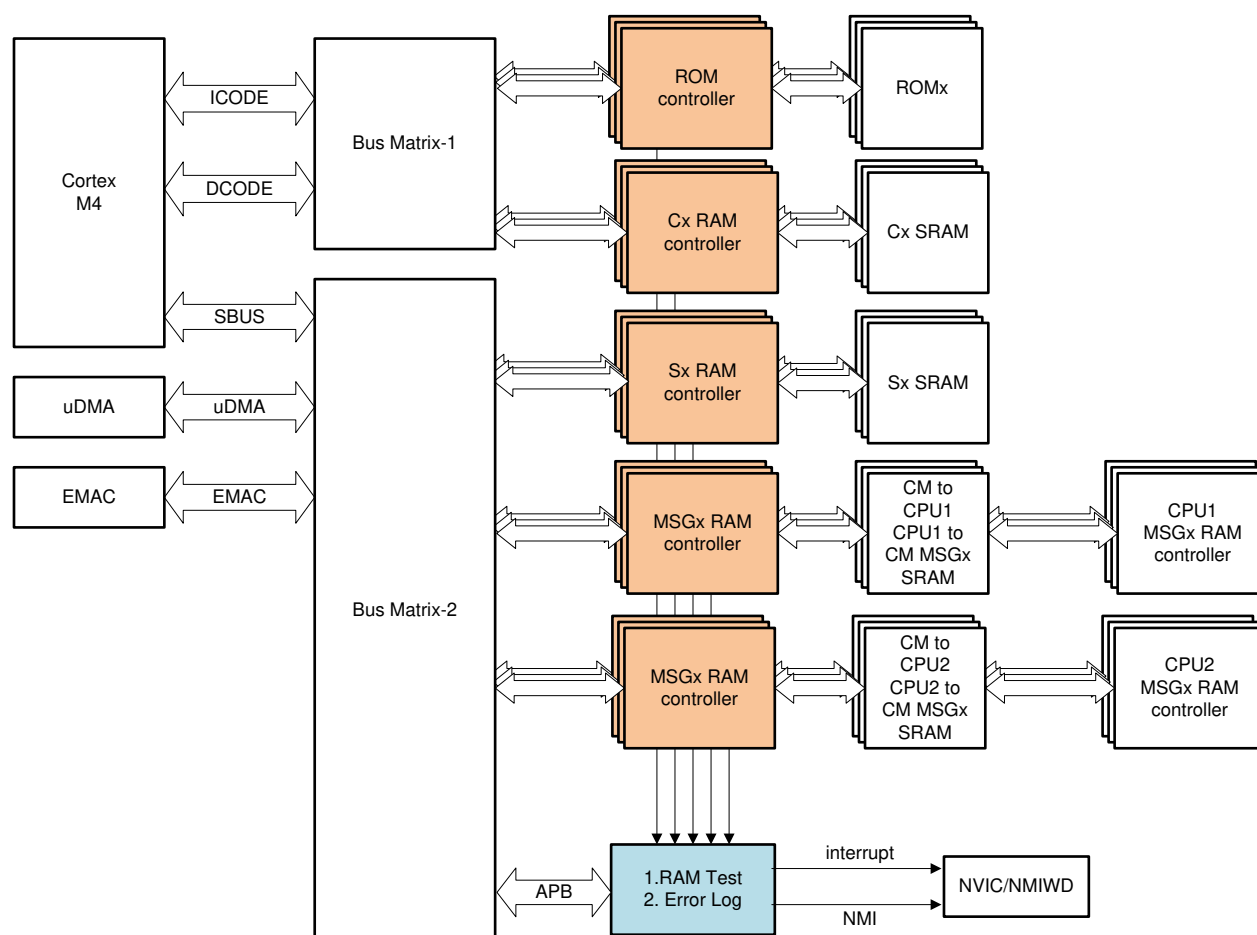 Cortex
M4
ICODE
DCODE
SBUS
Bus Matrix-1
ROM
controller
ROMx
Cx RAM
controller
Cx SRAM
uDMA
uDMA
EMAC
EMAC
Bus Matrix-2
Sx RAM
controller
Sx SRAM
MSGx RAM
controller
CM to
CPU1
CPU1 to
CM MSGx
SRAM
CPU1
MSGx RAM
controller
MSGx RAM
controller
CM to
CPU2
CPU2 to
CM MSGx
SRAM
CPU2
MSGx RAM
controller
APB
1.RAM Test
2. Error Log
interrupt
NMI
NVIC/NMIWD